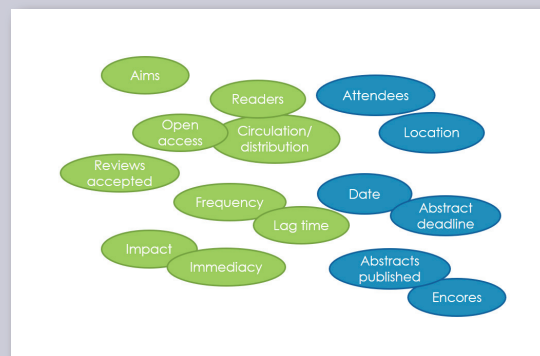 Aims
Readers
Open
access
Circulation/
distribution
Reviews
accepted
Frequency
Lag time
Impact
Immediacy
Attendees
Location
Date
Abstract
deadline
Abstracts
published
Encores